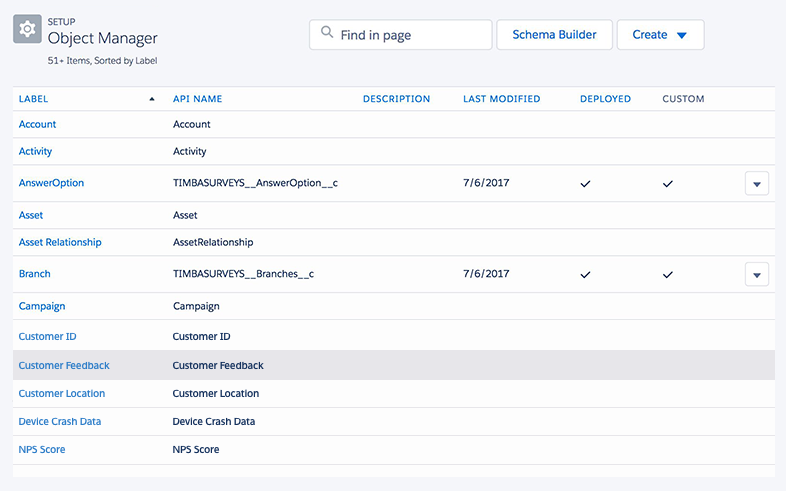 SETUP
Object Manager
51+ Items, Sorted by Label
Find in page
Schema Builder
Create
LABEL API NAME DESCRIPTION LAST MODIFIED DEPLOYED CUSTOM
Account Account
Activity Activity
AnswerOption TIMBASURVEYS__AnswerOption__c 7/6/2017
Asset Asset
Asset Relationship AssetRelationship
Branch TIMBASURVEYS__Branches__c 7/6/2017
Campaign Campaign
Customer ID Customer ID
Customer Feedback Customer Feedback
Customer Location Customer Location
Device Crash Data Device Crash Data
NPS Score NPS Score